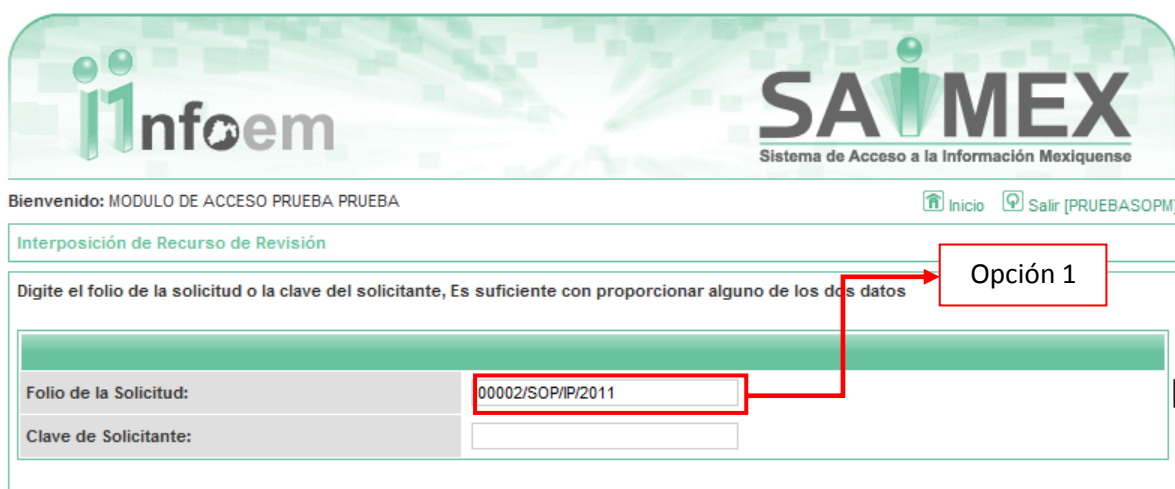 infoem
SAIMEX
Sistema de Acceso a la Información Mexiquense
Bienvenido: MODULO DE ACCESO PRUEBA PRUEBA
Inicio
Salir [PRUEBASOPM]
Interposición de Recurso de Revisión
Opción 1
Digite el folio de la solicitud o la clave del solicitante, Es suficiente con proporcionar alguno de los dos datos
Folio de la Solicitud:
00002/SOP/IP/2011
Clave de Solicitante: